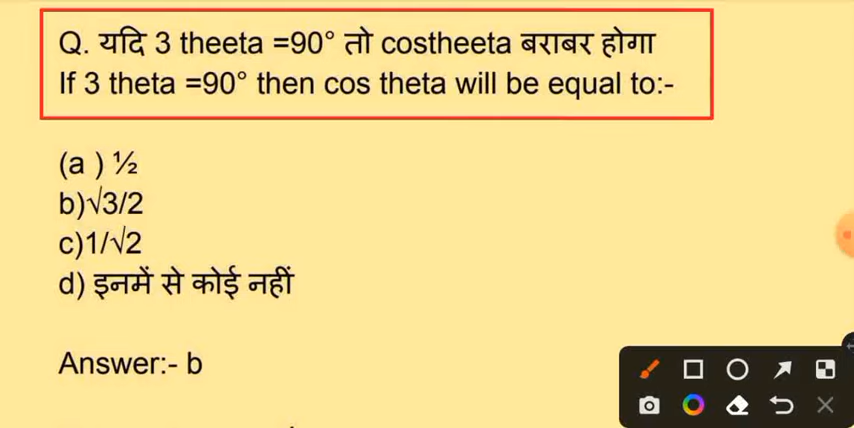 Q. यदि 3 theeta =90° तो costheeta बराबर होगा
If 3 theta =90° then cos theta will be equal to:-
(a ) ½
b)√3/2
c)1/√2
d) इनमें से कोई नहीं
Answer:- b